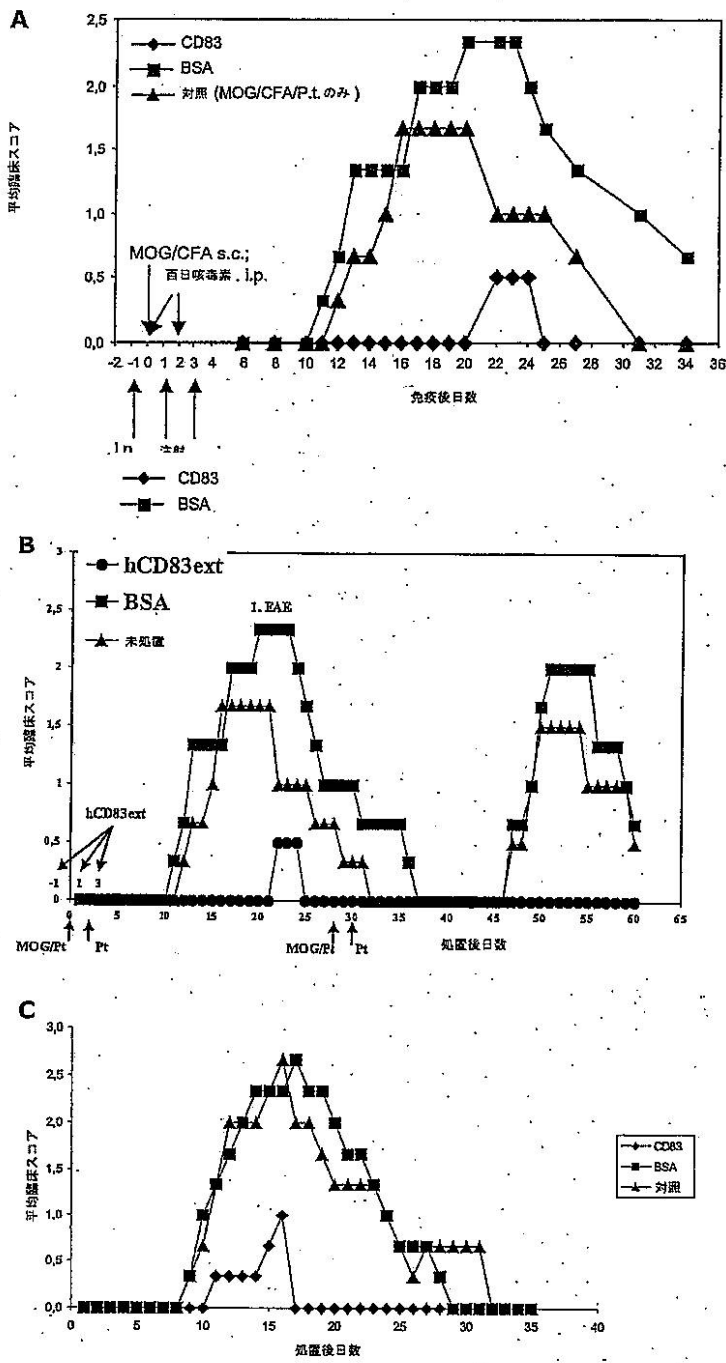 A
CD83
BSA
対照 (MOG/CFA/P.t. のみ)
2,5
2,0
1,5
1,0
0,5
0,0
平均臨床スコア
MOG/CFA s.c.;
百日咳毒素 . i.p.
-2 -1 0 1 2 3 4 6 8 10 12 14 16 18 20 22 24 26 28 30 32 34 36
免疫後日数
注射
CD83
BSA
B
hCD83ext
BSA
未処置
1. EAE
3
2,5
2
1,5
1
0,5
0
平均臨床スコア
hCD83ext
-1 1 3
0 5 10 15 20 25 30 35 40 45 50 55 60 65
MOG/Pt Pt MOG/Pt Pt
処置後日数
C
3,0
2,5
2,0
1,5
1,0
0,5
0,0
平均臨床スコア
CD83
BSA
対照
0 10 20 30 40
処置後日数